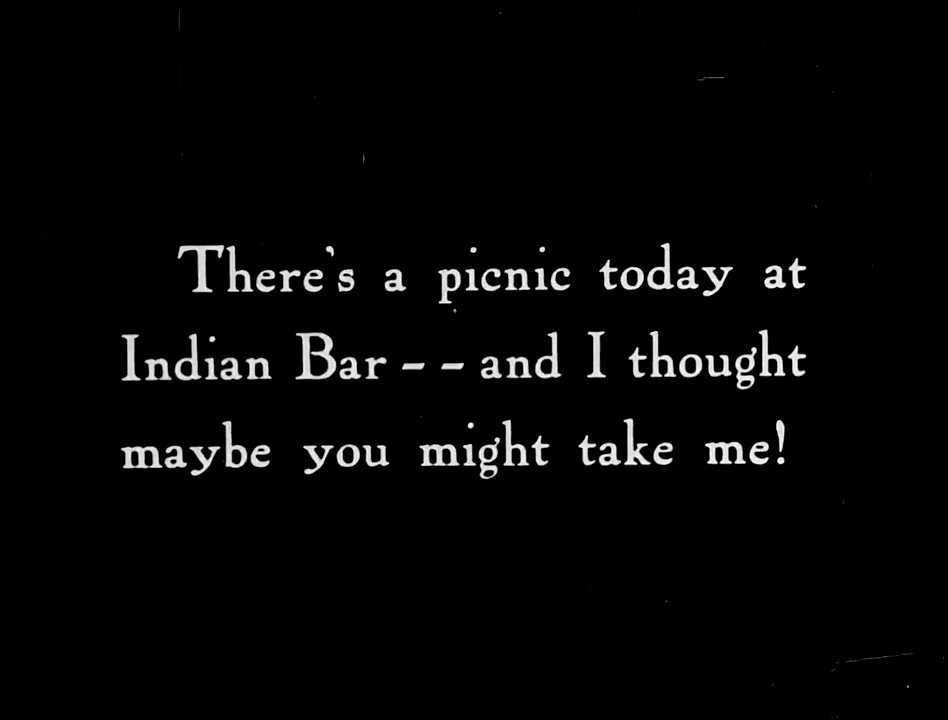 There's a picnic today at
Indian Bar -- and I thought
maybe you might take me!